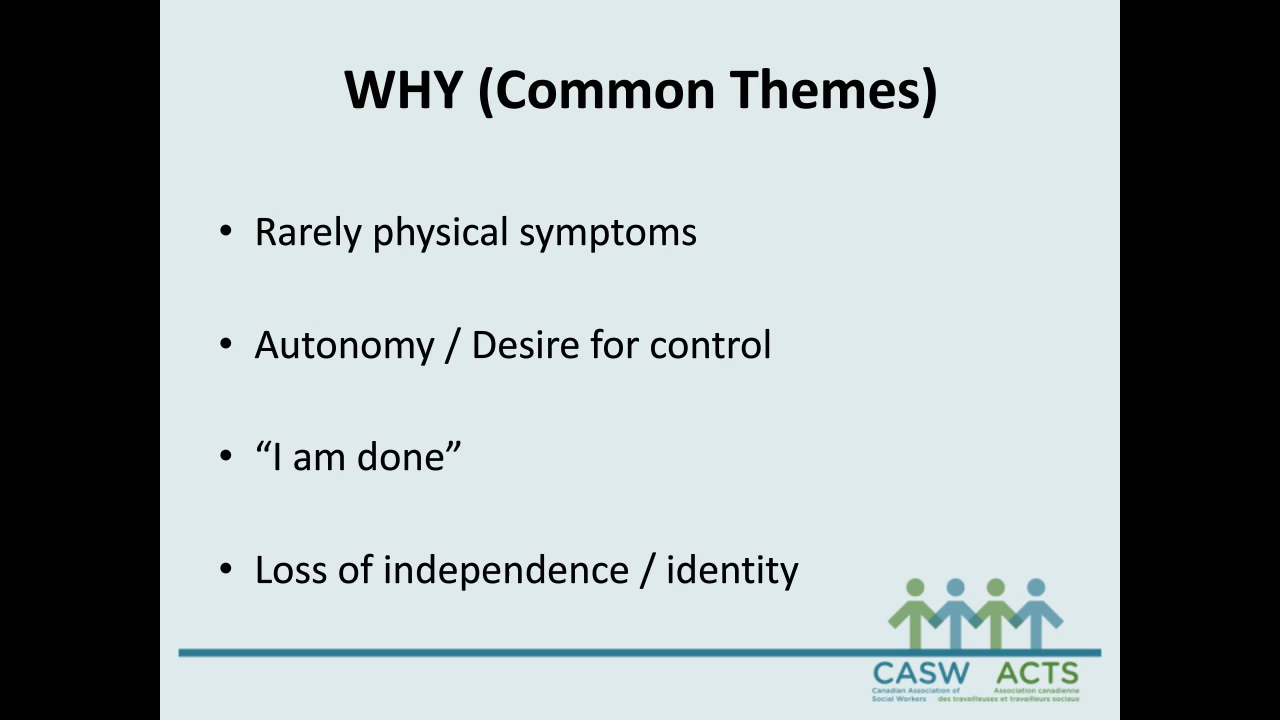 WHY (Common Themes)
• Rarely physical symptoms
• Autonomy / Desire for control
• “I am done”
• Loss of independence / identity
CASW ACTS
Canadian Association of Association canadienne
Social Workers des travailleuses et travailleurs sociaux